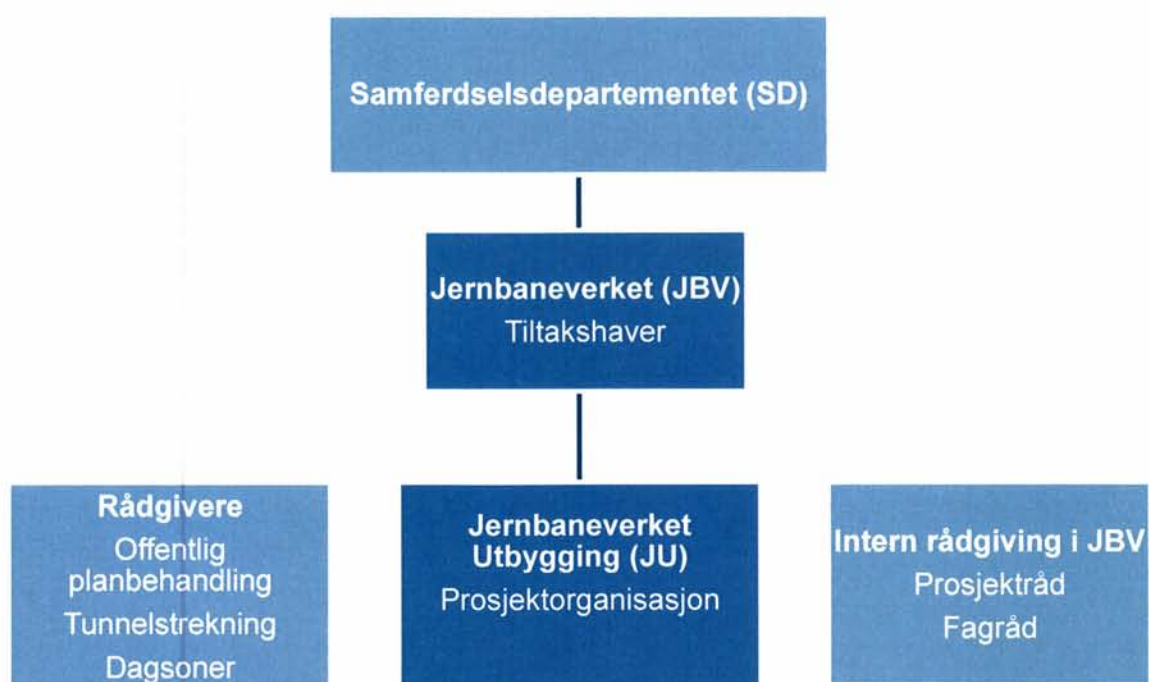 Samferdselsdepartementet (SD)
Jernbaneverket (JBV)
Tiltakshaver
Rådgivere
Offentlig
planbehandling
Tunnelstrekning
Dagsoner
Jernbaneverket
Utbygging (JU)
Prosjektorganisasjon
Intern rådgiving i JBV
Prosjektråd
Fagråd